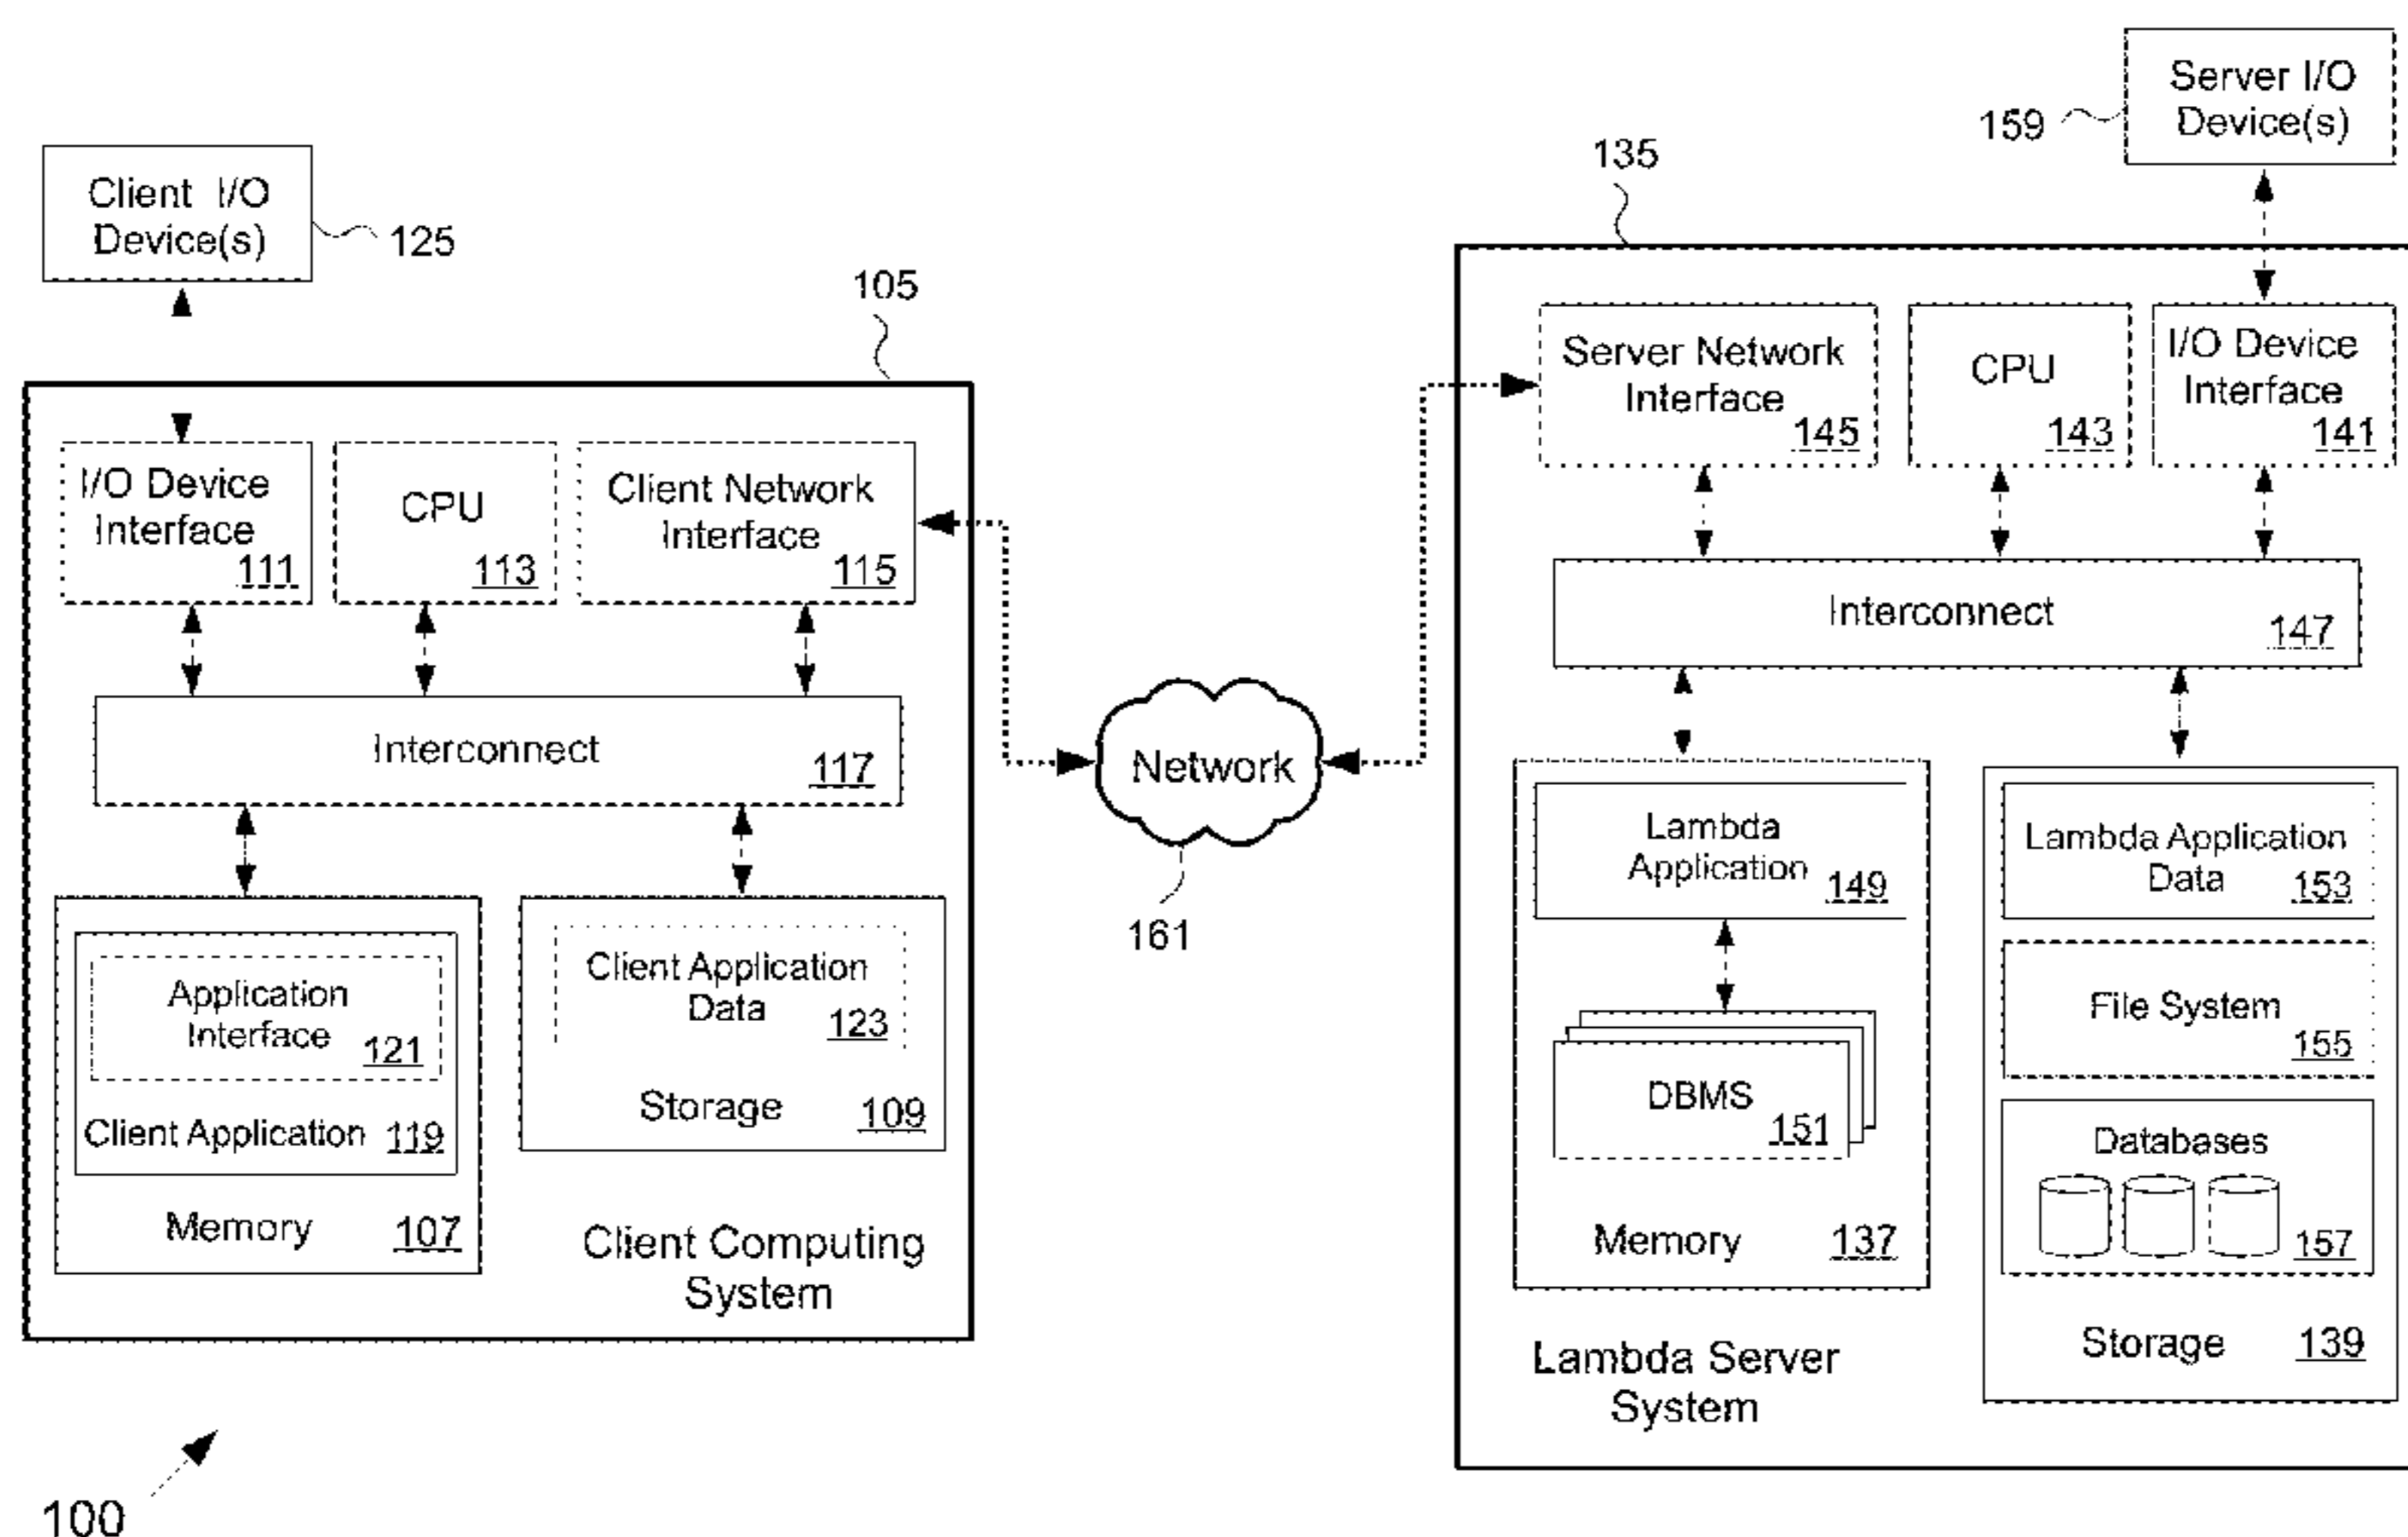 Client I/O
Device(s)
125
105
I/O Device
Interface
111
CPU
113
Client Network
Interface
115
Interconnect
117
Application
Interface
121
Client Application 119
Memory
107
Client Application
Data
123
Storage
109
Client Computing
System
100
Network
161
Server I/O
Device(s)
159
135
Server Network
Interface
145
CPU
143
I/O Device
Interface
141
Interconnect
147
Lambda
Application
149
DBMS
151
Memory
137
Lambda Application
Data
153
File System
155
Databases
157
Storage
139
Lambda Server
System